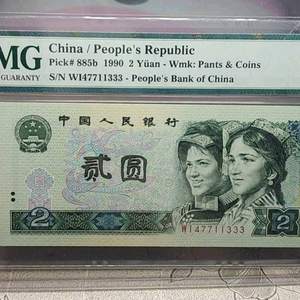 MG
GUARANTY
China / People's Republic
Pick# 885b 1990 2 Yüan - Wmk: Pants & Coins
S/N WI47711333 - People's Bank of China
中国人民银行
贰圆
2
2
WI47711333